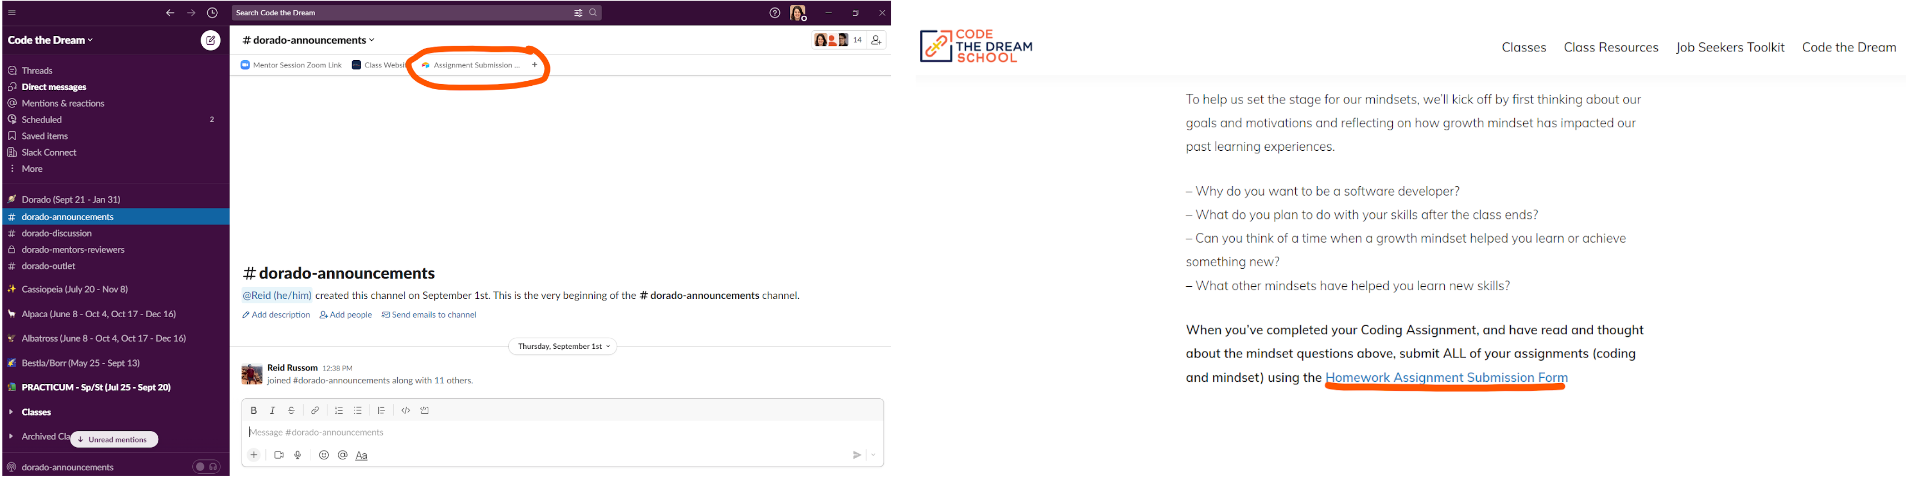 Search Code the Dream
Code the Dream
Threads
Direct messages
Mentions & reactions
Scheduled 2
Saved items
Slack Connect
More
Dorado (Sept 21 - Jan 31)
# dorado-announcements
# dorado-discussion
dorado-mentors-reviewers
# dorado-outlet
Cassiopeia (July 20 - Nov 8)
Alpaca (June 8 - Oct 4, Oct 17 - Dec 16)
Albatross (June 8 - Oct 4, Oct 17 - Dec 16)
Bestla/Borr (May 25 - Sept 13)
PRACTICUM - Sp/St (Jul 25 - Sept 20)
Classes
Archived Cla
Unread mentions
dorado-announcements
# dorado-announcements
14
Mentor Session Zoom Link Class Websi Assignment Submission ... +
# dorado-announcements
@Reid (he/him) created this channel on September 1st. This is the very beginning of the # dorado-announcements channel.
Add description Add people Send emails to channel
Thursday, September 1st
Reid Russom 12:38 PM
joined #dorado-announcements along with 11 others.
B I S
Message #dorado-announcements
+ @ Aa
CODE
THE DREAM
SCHOOL
Classes Class Resources Job Seekers Toolkit Code the Dream
To help us set the stage for our mindsets, we'll kick off by first thinking about our
goals and motivations and reflecting on how growth mindset has impacted our
past learning experiences.
– Why do you want to be a software developer?
– What do you plan to do with your skills after the class ends?
– Can you think of a time when a growth mindset helped you learn or achieve
something new?
– What other mindsets have helped you learn new skills?
When you've completed your Coding Assignment, and have read and thought
about the mindset questions above, submit ALL of your assignments (coding
and mindset) using the Homework Assignment Submission Form